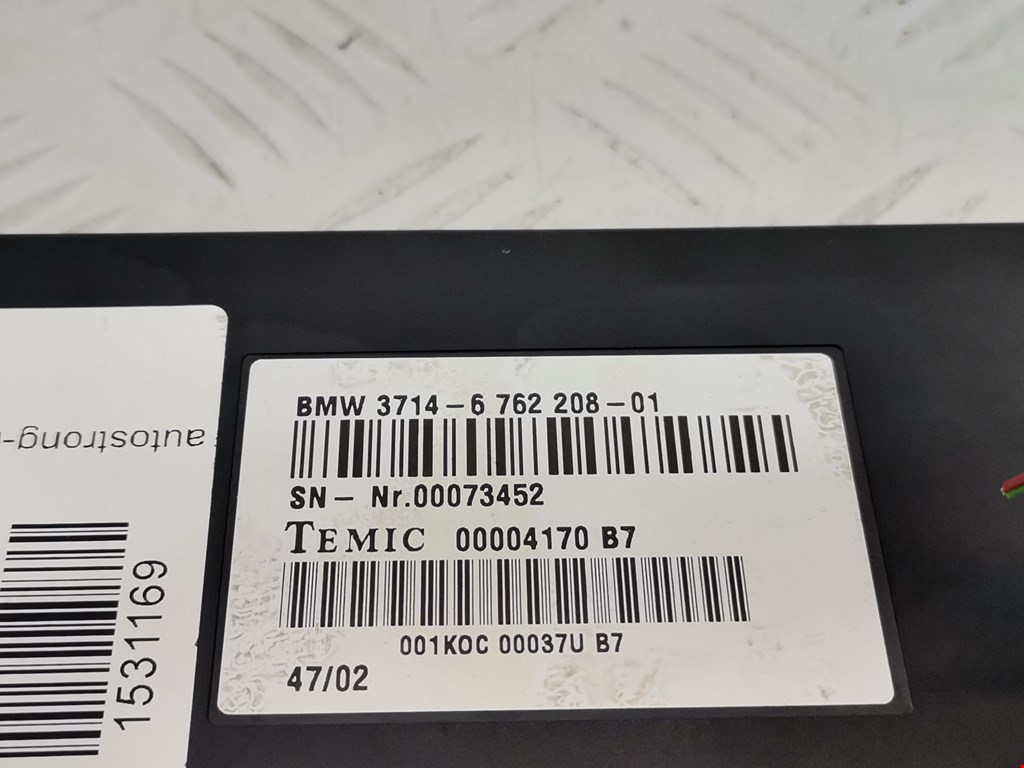 BMW 3714-6 762 208-01
SN- Nr.00073452
TEMIC 00004170 B7
001KOC 00037U B7
47/02
autostrong-
1531169